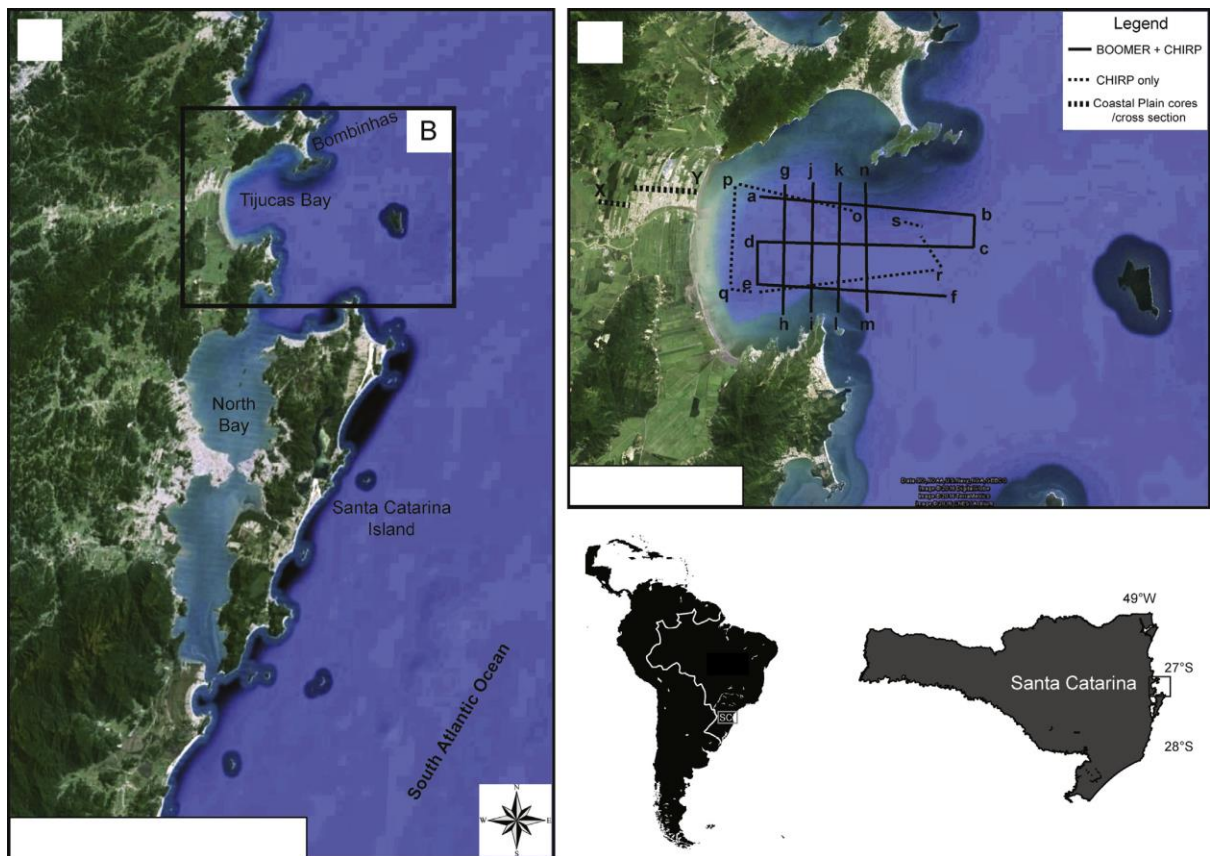 B
Bombinhas
Tijucas Bay
North
Bay
Santa Catarina
Island
South Atlantic Ocean
N
W
E
S
Legend
BOOMER + CHIRP
CHIRP only
Coastal Plain cores
/cross section
X
Y
p
g
j
k
n
a
o
s
b
d
c
r
e
q
f
h
i
l
m
SC
49°W
27°S
Santa Catarina
28°S